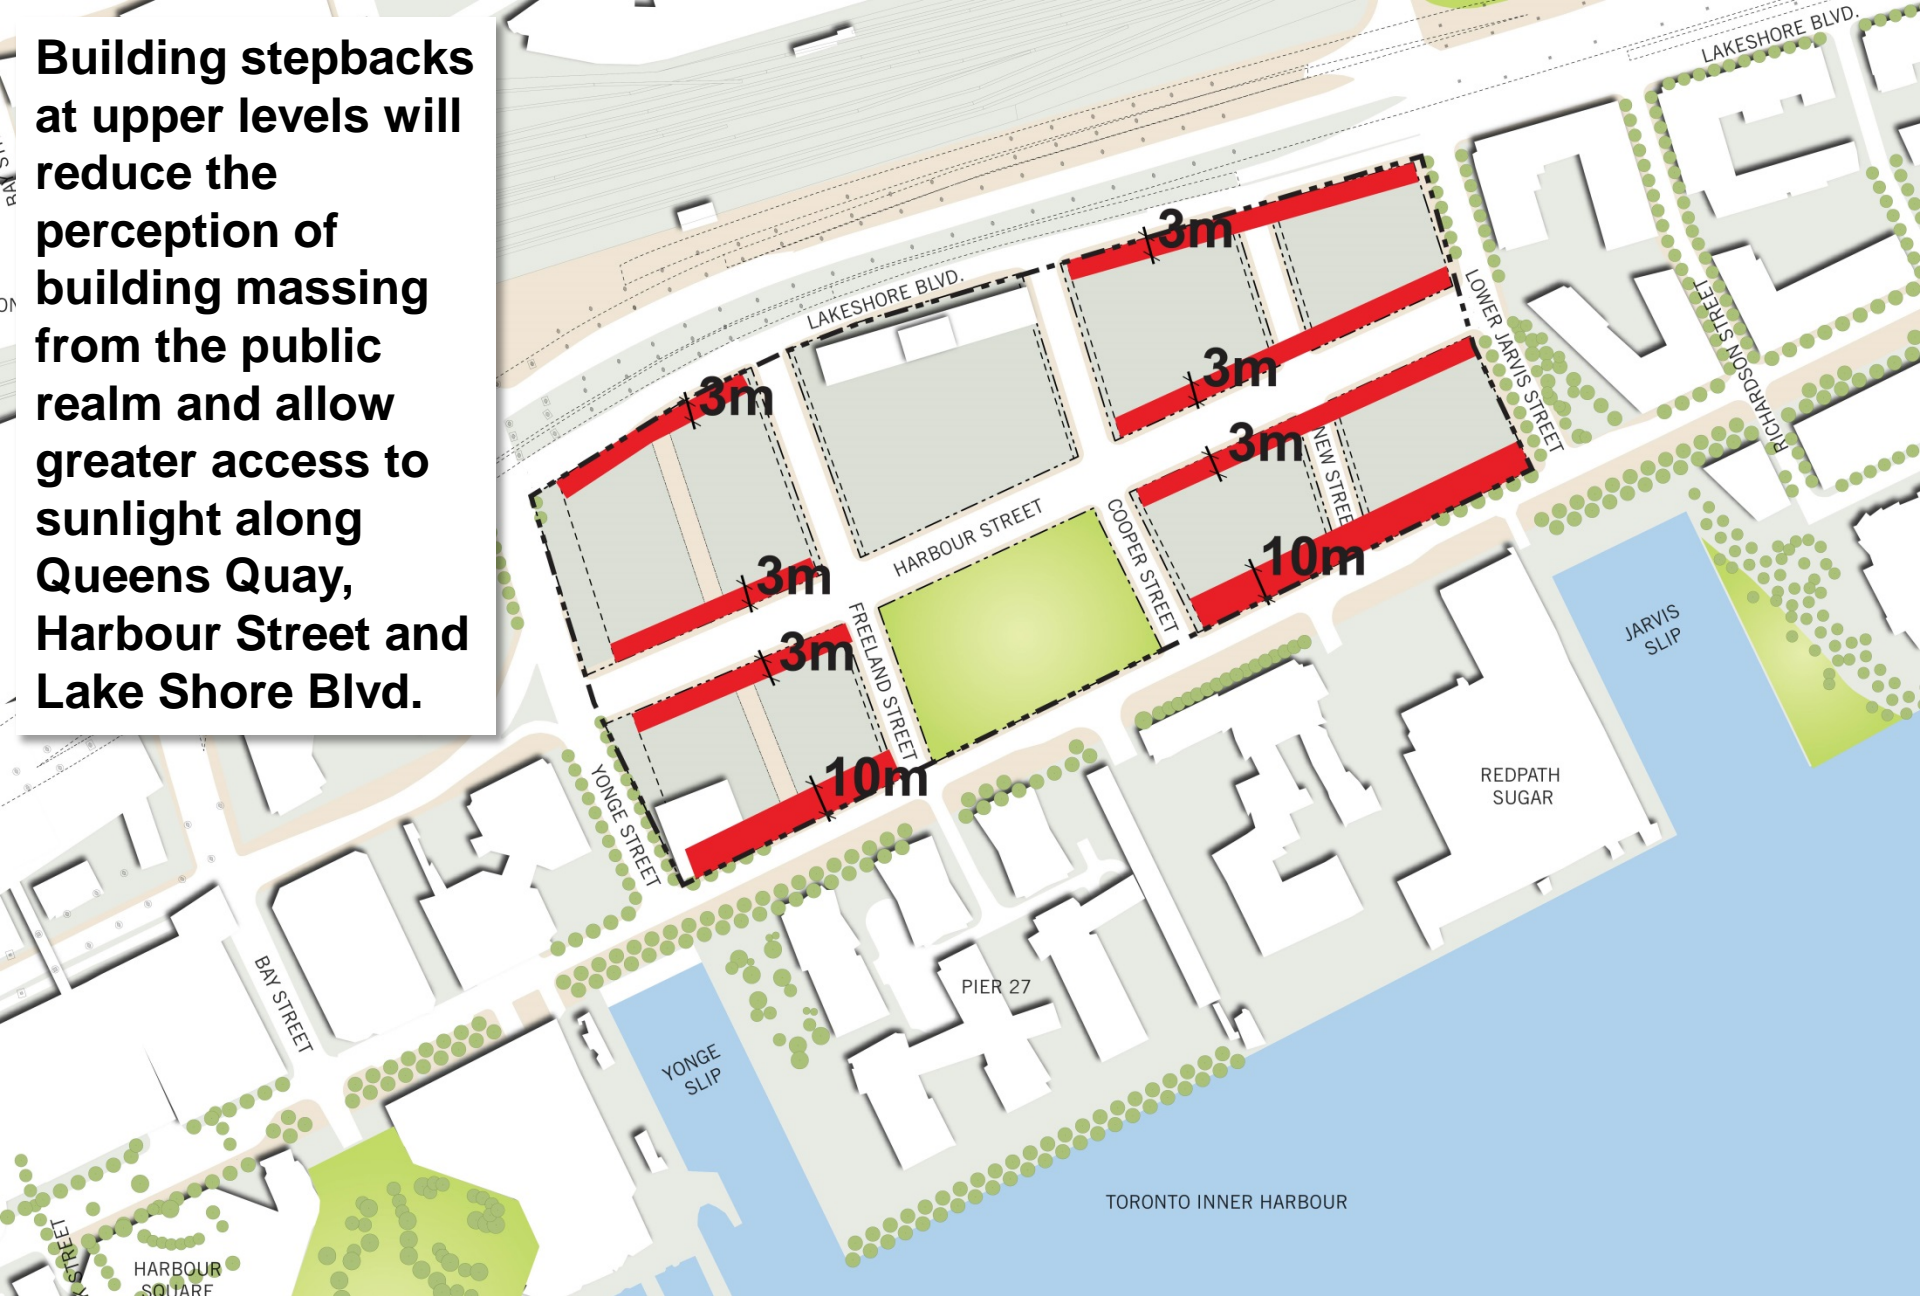 Building stepbacks
at upper levels will
reduce the
perception of
building massing
from the public
realm and allow
greater access to
sunlight along
Queens Quay,
Harbour Street and
Lake Shore Blvd.
LAKESHORE BLVD.
LAKESHORE BLVD.
3m
3m
3m
3m
3m
3m
10m
10m
LOWER JARVIS STREET
RICHARDSON STREET
NEW STREE
HARBOUR STREET
COOPER STREET
FREELAND STREET
YONGE STREET
BAY STREET
JARVIS
SLIP
REDPATH
SUGAR
PIER 27
YONGE
SLIP
TORONTO INNER HARBOUR
HARBOUR
SQUARE
STREET